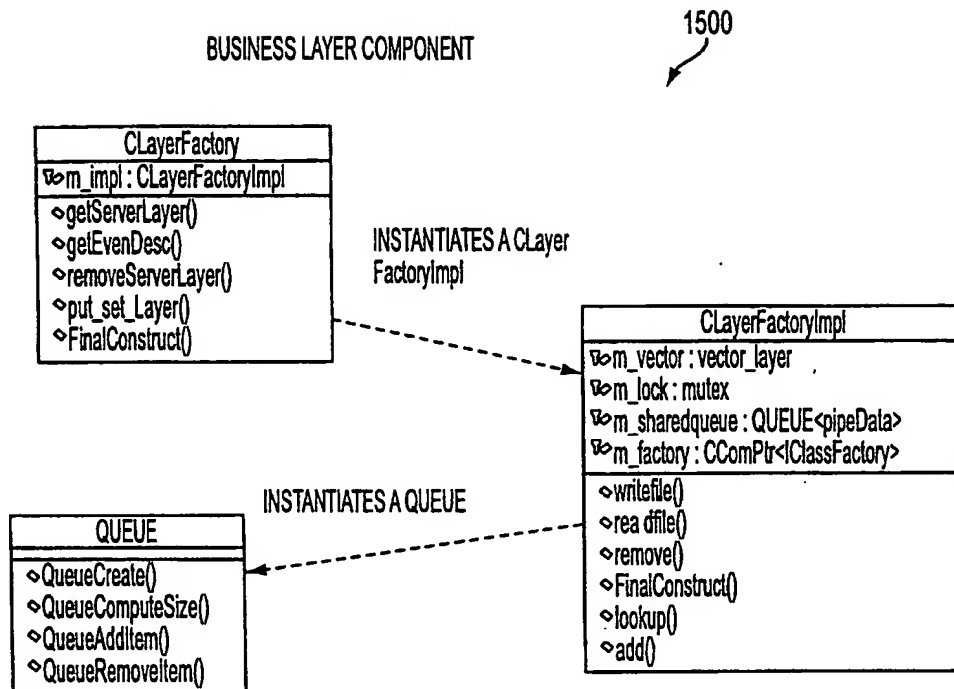 1500
BUSINESS LAYER COMPONENT
CLayerFactory
m_impl : CLayerFactoryImpl
getServerLayer()
getEvenDesc()
removeServerLayer()
put_set_Layer()
FinalConstruct()
INSTANTIATES A CLayer
FactoryImpl
CLayerFactoryImpl
m_vector : vector_layer
m_lock : mutex
m_sharedqueue : QUEUE<pipeData>
m_factory : CComPtr<IClassFactory>
writefile()
rea dfile()
remove()
FinalConstruct()
lookup()
add()
INSTANTIATES A QUEUE
QUEUE
QueueCreate()
QueueComputeSize()
QueueAddItem()
QueueRemoveItem()